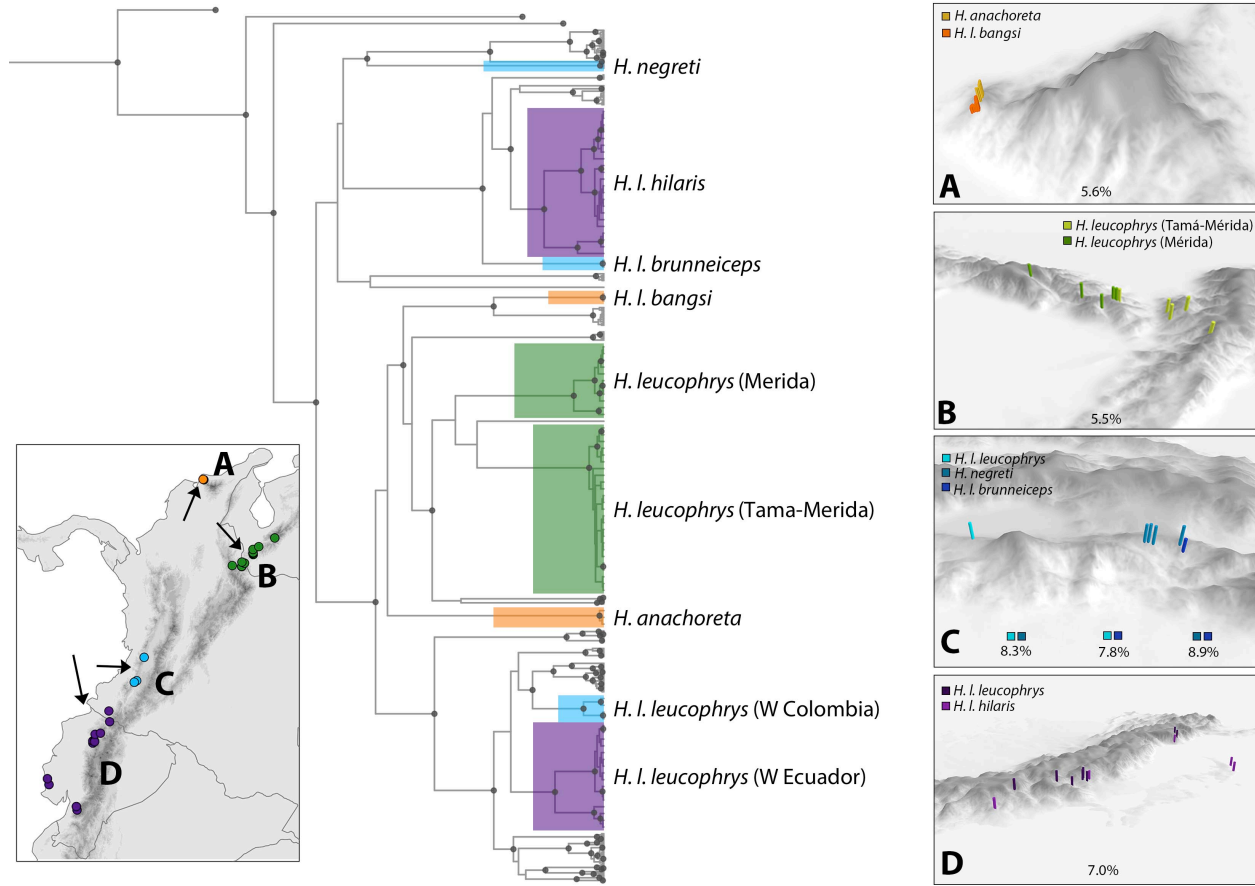 H. negreti
H. l. hilaris
H. l. brunneiceps
H. l. bangsi
H. leucophrys (Merida)
H. leucophrys (Tama-Merida)
H. anachoreta
H. l. leucophrys (W Colombia)
H. l. leucophrys (W Ecuador)
A
B
C
D
H. anachoreta
H. l. bangsi
A
5.6%
H. leucophrys (Tamá-Mérida)
H. leucophrys (Mérida)
B
5.5%
H. l. leucophrys
H. negreti
H. l. brunneiceps
C
8.3%
7.8%
8.9%
H. l. leucophrys
H. l. hilaris
D
7.0%